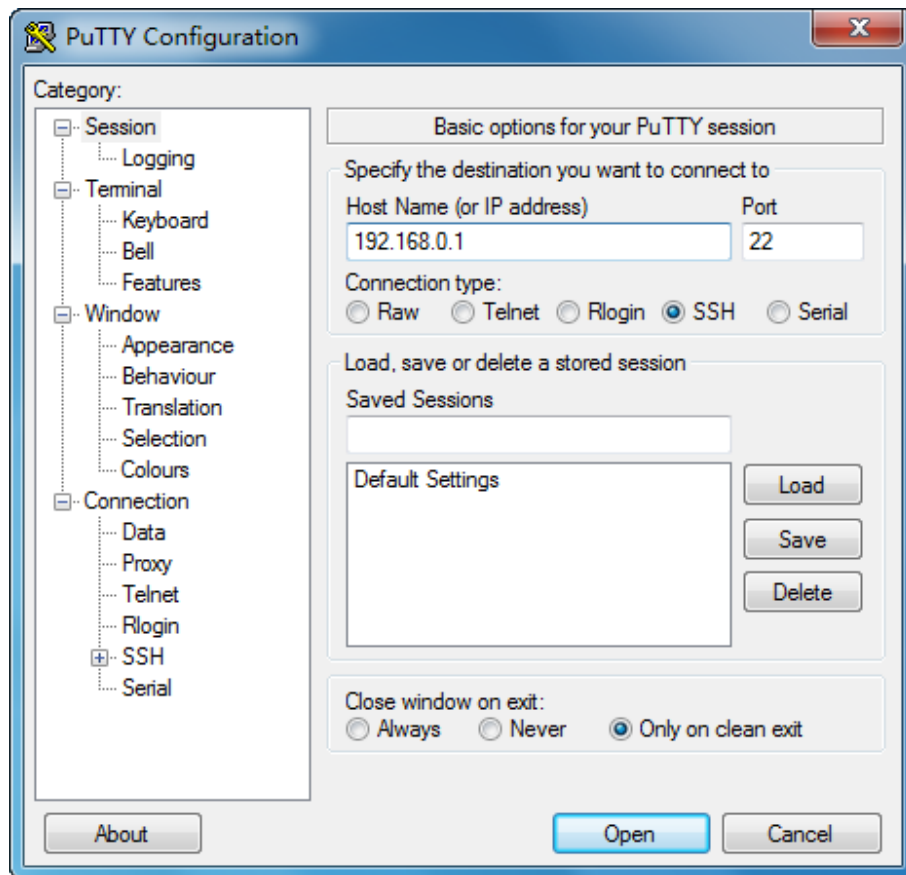 PuTTY Configuration
Category:
Session
Logging
Terminal
Keyboard
Bell
Features
Window
Appearance
Behaviour
Translation
Selection
Colours
Connection
Data
Proxy
Telnet
Rlogin
SSH
Serial
Basic options for your PuTTY session
Specify the destination you want to connect to
Host Name (or IP address) Port
192.168.0.1 22
Connection type:
Raw Telnet Rlogin SSH Serial
Load, save or delete a stored session
Saved Sessions
Default Settings
Load
Save
Delete
Close window on exit:
Always Never Only on clean exit
About Open Cancel